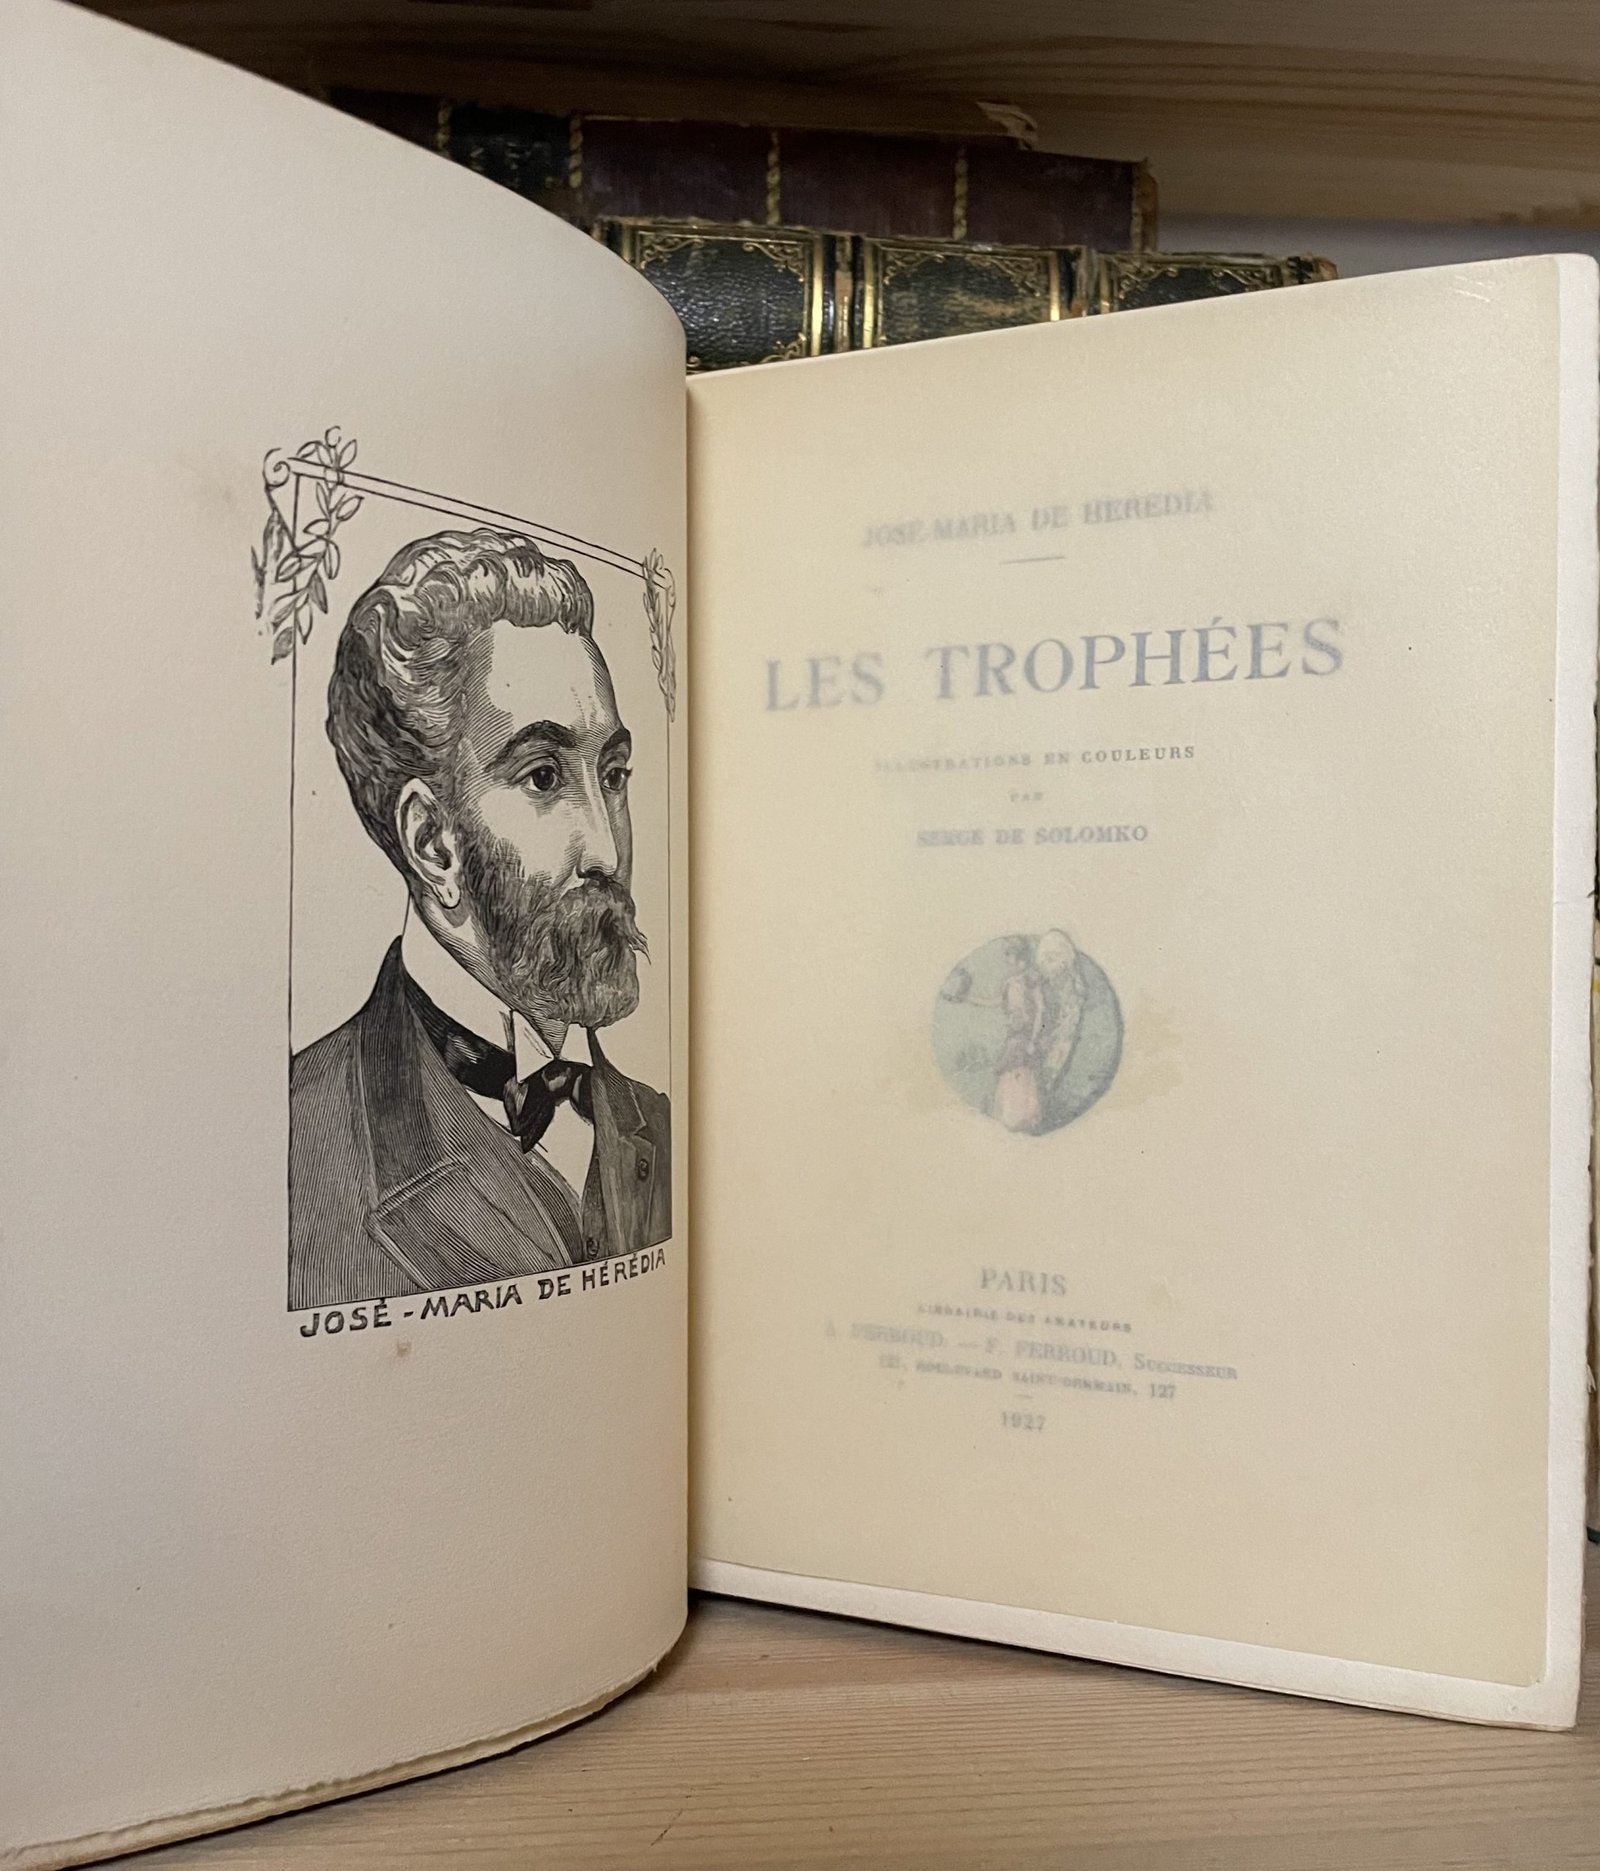 JOSÉ-MARIA DE HÉRÉDIA
JOSÉ-MARIA DE HEREDIA
LES TROPHÉES
ILLUSTRATIONS EN COULEURS
PAR
SERGE DE SOLOMKO
PARIS
LIBRAIRIE DES AMATEURS
A. FERROUD. — F. FERROUD, SUCCESSEUR
127, BOULEVARD SAINT-GERMAIN, 127
1927